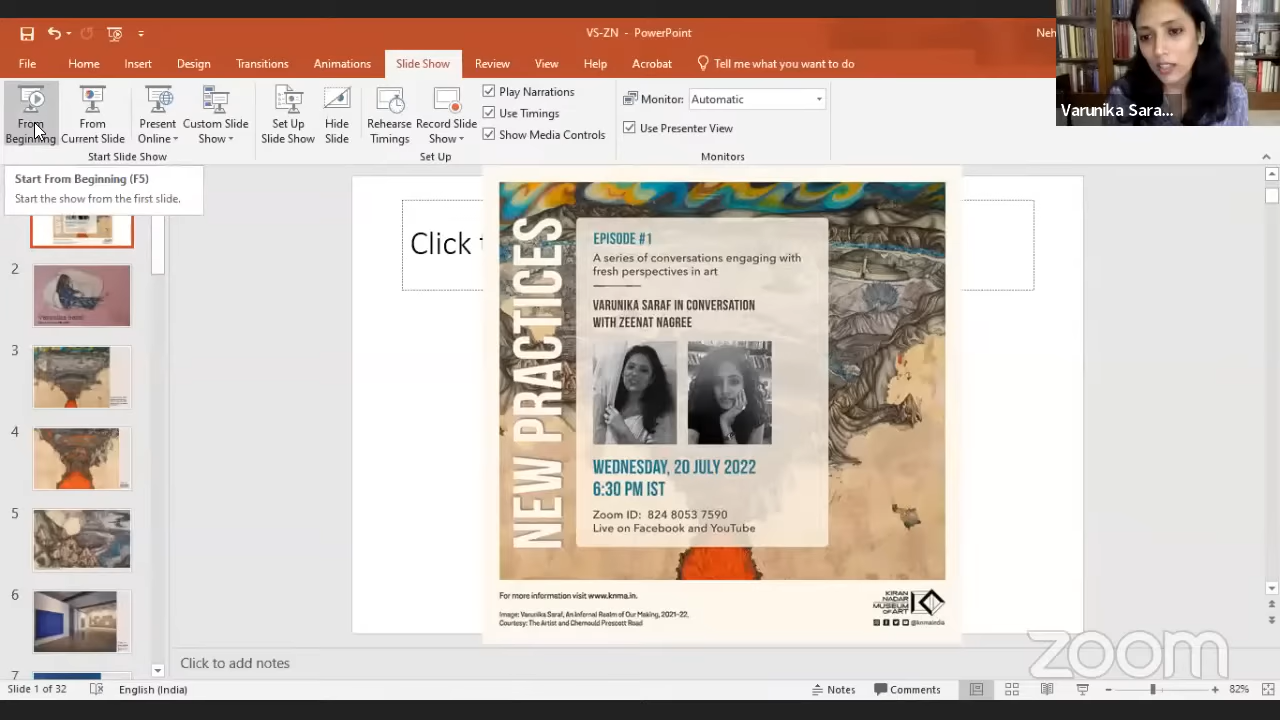 VS-ZN - PowerPoint
Neh
File Home Insert Design Transitions Animations Slide Show Review View Help Acrobat Tell me what you want to do
From Beginning
From Current Slide
Present Online
Custom Slide Show
Set Up Slide Show
Hide Slide
Rehearse Timings
Record Slide Show
Play Narrations
Use Timings
Show Media Controls
Monitor: Automatic
Use Presenter View
Start Slide Show
Set Up
Monitors
Varunika Sara...
Start From Beginning (F5)
Start the show from the first slide.
2
3
4
5
6
7
Click t
NEW PRACTICES
EPISODE #1
A series of conversations engaging with
fresh perspectives in art
VARUNIKA SARAF IN CONVERSATION
WITH ZEENAT NAGREE
WEDNESDAY, 20 JULY 2022
6:30 PM IST
Zoom ID: 824 8053 7590
Live on Facebook and YouTube
For more information visit www.knma.in.
Image: Varunika Saraf, An Infernal Realm of Our Making, 2021-22,
Courtesy: The Artist and Chemould Prescott Road
KIRAN
NADAR
MUSEUM
OF ART
@knmaindia
zoom
Click to add notes
Slide 1 of 32
English (India)
Notes
Comments
82%